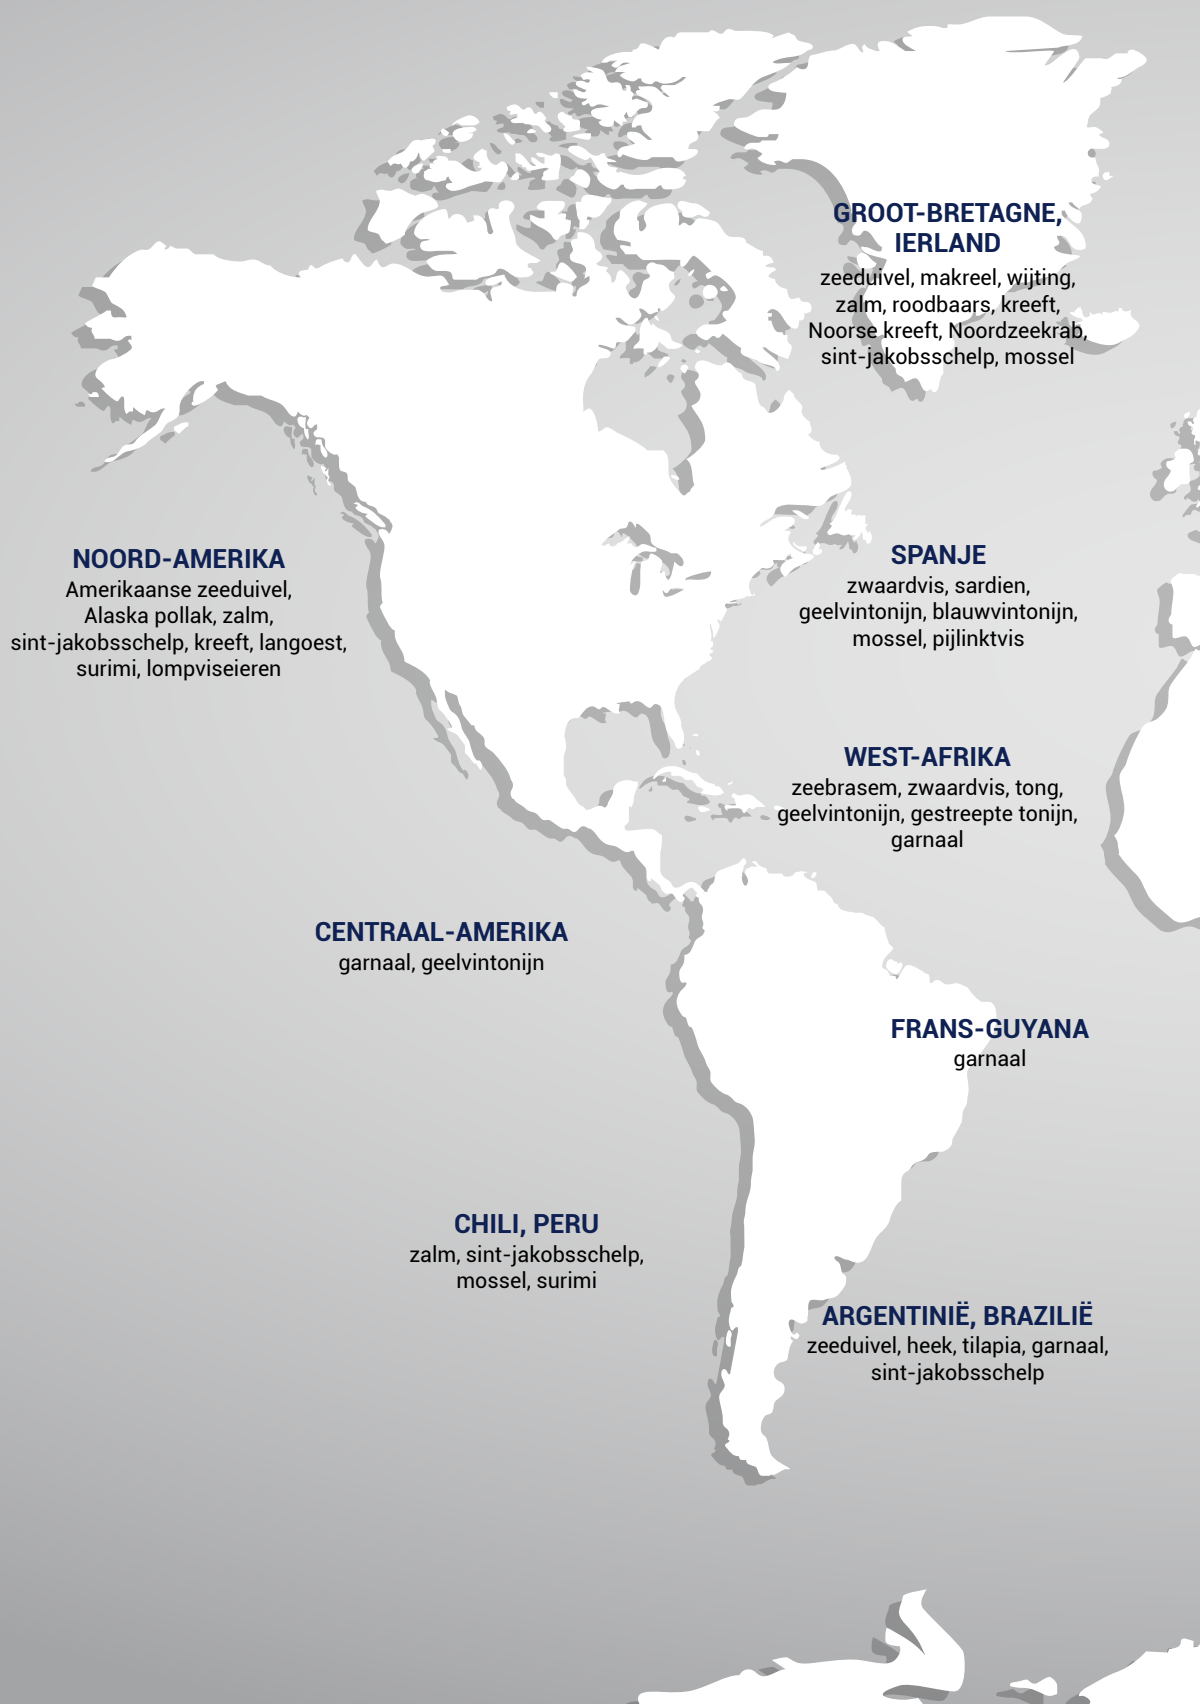 GROOT-BRETAGNE,
IERLAND
zeeduivel, makreel, wijting,
zalm, roodbaars, kreeft,
Noorse kreeft, Noordzeekrab,
sint-jakobsschelp, mossel
NOORD-AMERIKA
Amerikaanse zeeduivel,
Alaska pollak, zalm,
sint-jakobsschelp, kreeft, langoest,
surimi, lompviseieren
SPANJE
zwaardvis, sardien,
geelvintonijn, blauwvintonijn,
mossel, pijlinktvis
WEST-AFRIKA
zeebrasem, zwaardvis, tong,
geelvintonijn, gestreepte tonijn,
garnaal
CENTRAAL-AMERIKA
garnaal, geelvintonijn
FRANS-GUYANA
garnaal
CHILI, PERU
zalm, sint-jakobsschelp,
mossel, surimi
ARGENTINIË, BRAZILIË
zeeduivel, heek, tilapia, garnaal,
sint-jakobsschelp